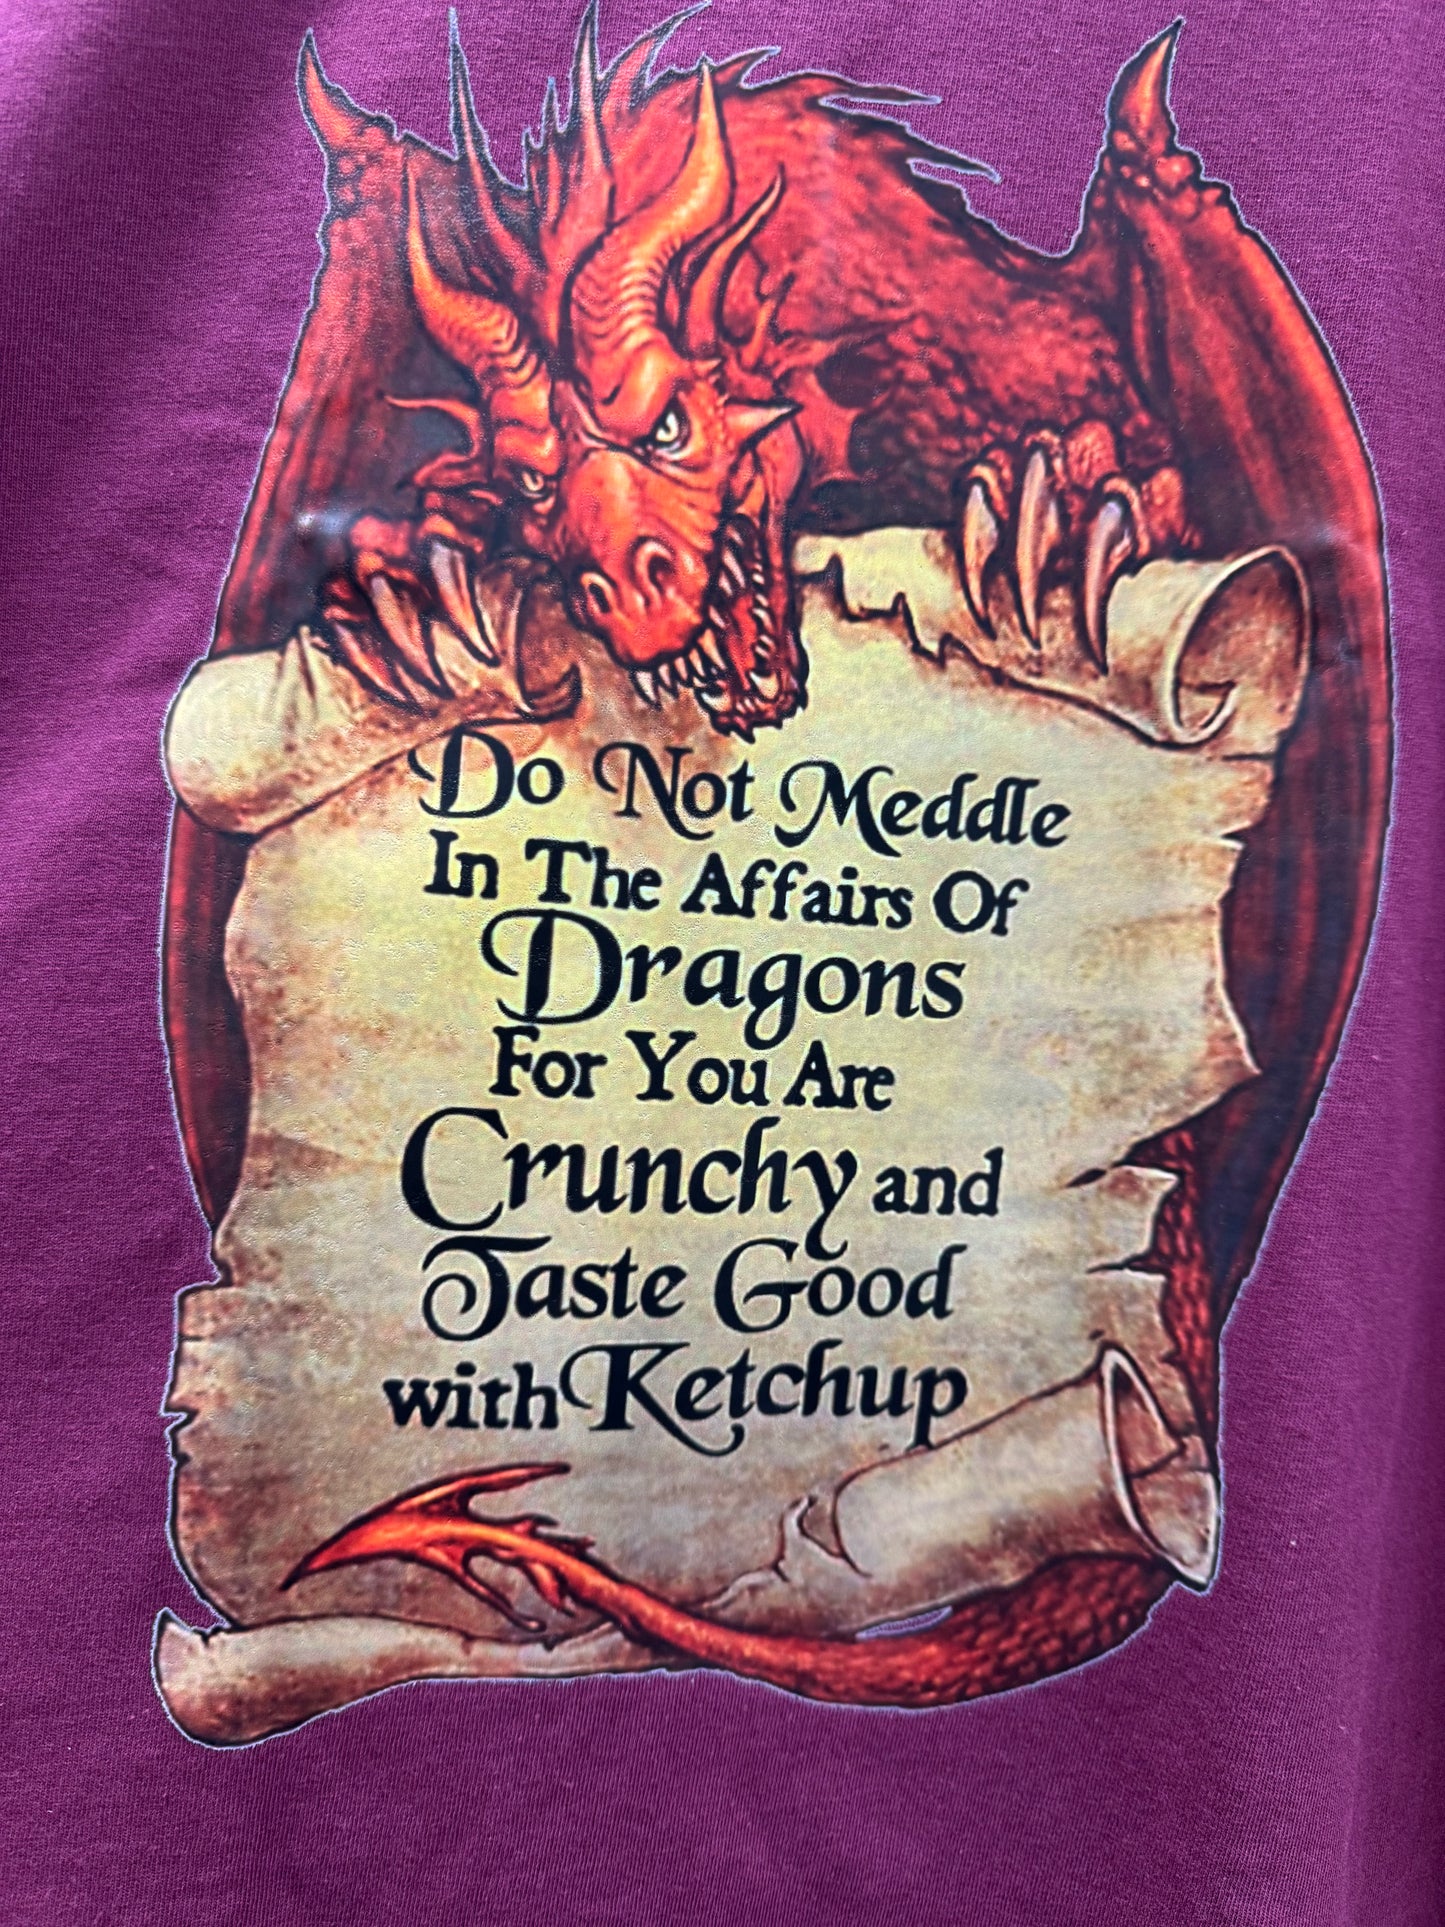 Do Not Meddle
In The Affairs Of
Dragons
For You Are
Crunchy and
Taste Good
with Ketchup